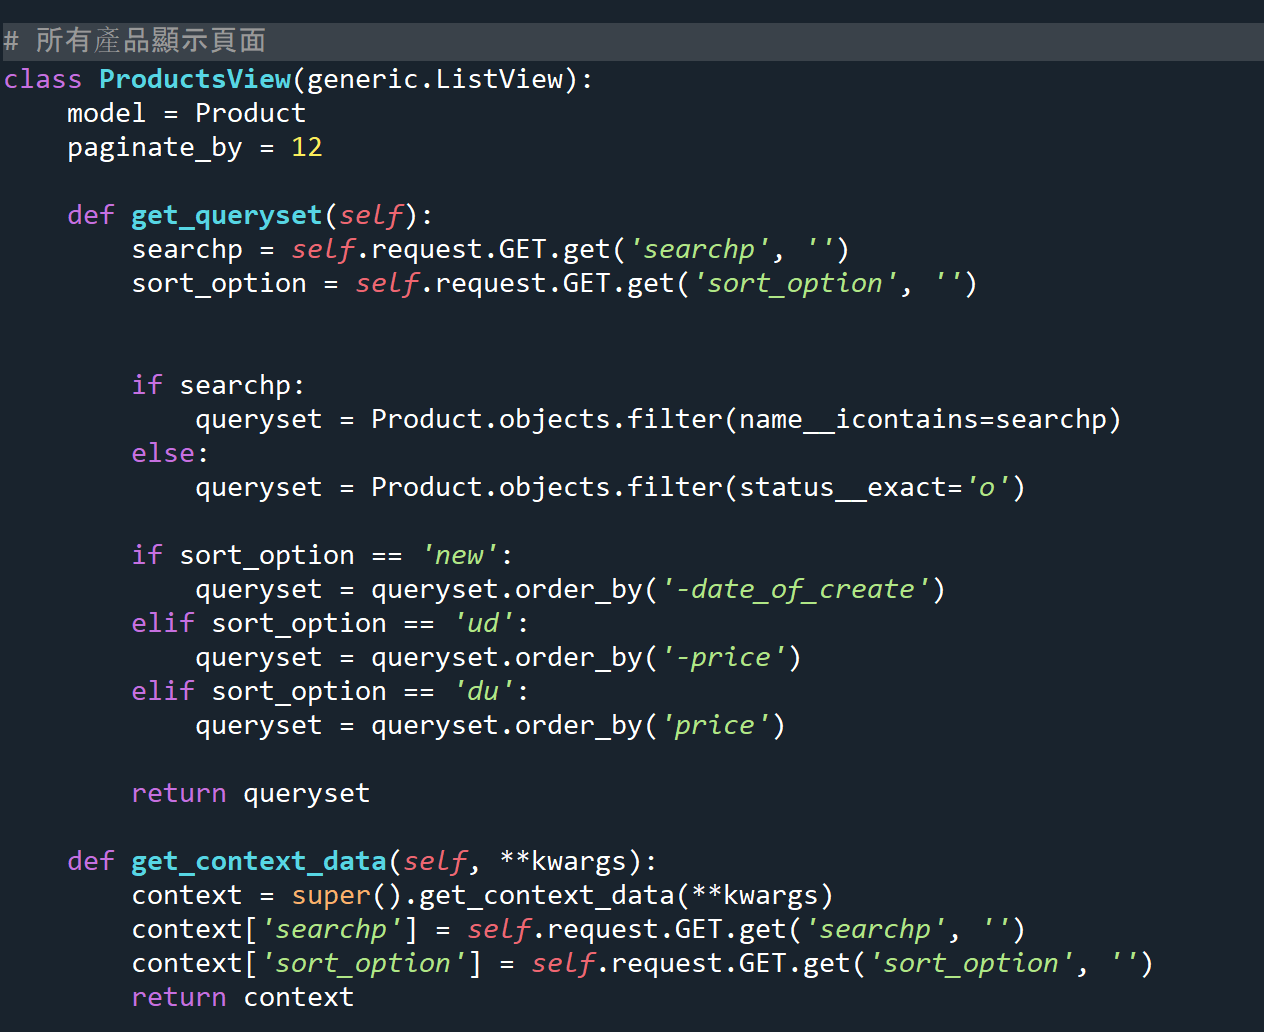 # 所有產品顯示頁面
class ProductsView(generic.ListView):
    model = Product
    paginate_by = 12

    def get_queryset(self):
        searchp = self.request.GET.get('searchp', '')
        sort_option = self.request.GET.get('sort_option', '')


        if searchp:
            queryset = Product.objects.filter(name__icontains=searchp)
        else:
            queryset = Product.objects.filter(status__exact='o')

        if sort_option == 'new':
            queryset = queryset.order_by('-date_of_create')
        elif sort_option == 'ud':
            queryset = queryset.order_by('-price')
        elif sort_option == 'du':
            queryset = queryset.order_by('price')

        return queryset

    def get_context_data(self, **kwargs):
        context = super().get_context_data(**kwargs)
        context['searchp'] = self.request.GET.get('searchp', '')
        context['sort_option'] = self.request.GET.get('sort_option', '')
        return context